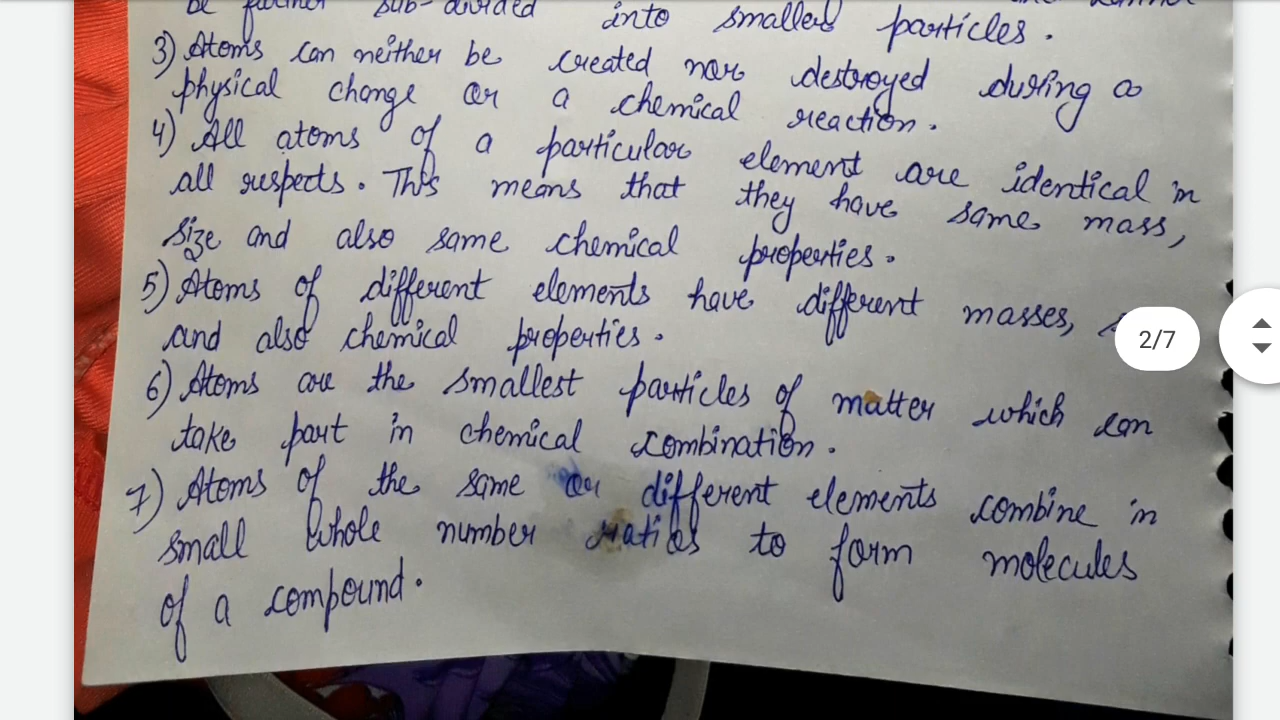 be further sub-divided into smallest particles.
3) Atoms can neither be created nor destroyed during a
physical change or a chemical reaction.
4) All atoms of a particular element are identical in
all respects. This means that they have same mass,
size and also same chemical properties.
5) Atoms of different elements have different masses,
and also chemical properties.
2/7
6) Atoms are the smallest particles of matter which can
take part in chemical combination.
7) Atoms of the same or different elements combine in
small whole number ratios to form molecules
of a compound.